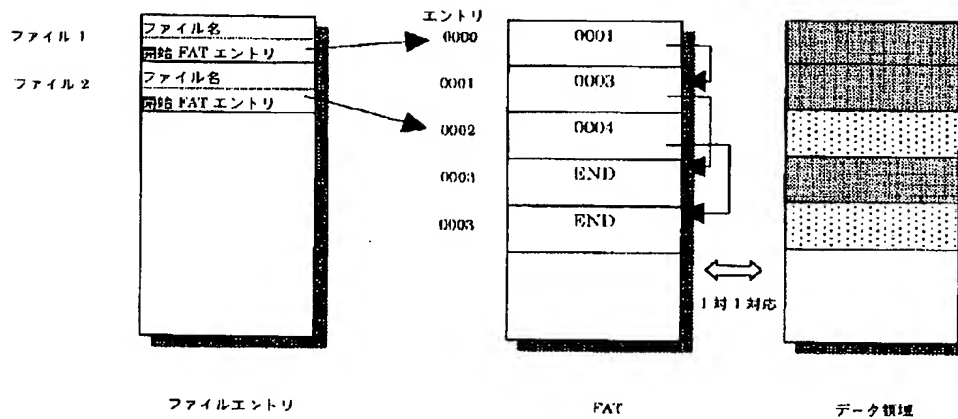 ファイル1
ファイル名
開始 FAT エントリ
ファイル2
ファイル名
開始 FAT エントリ
エントリ
0000
0001
0002
0003
0003
0001
0003
0004
END
END
1対1対応
ファイルエントリ
FAT
データ領域